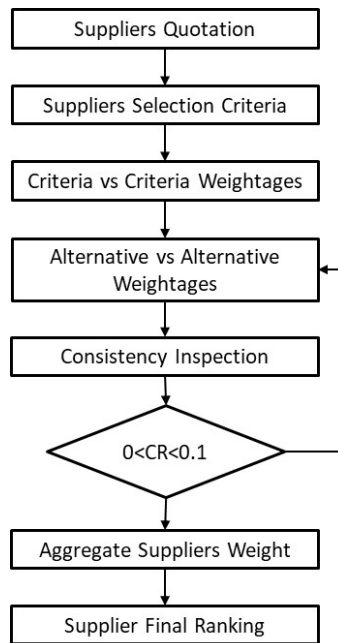 Suppliers Quotation
Suppliers Selection Criteria
Criteria vs Criteria Weightages
Alternative vs Alternative
Weightages
Consistency Inspection
0<CR<0.1
Aggregate Suppliers Weight
Supplier Final Ranking